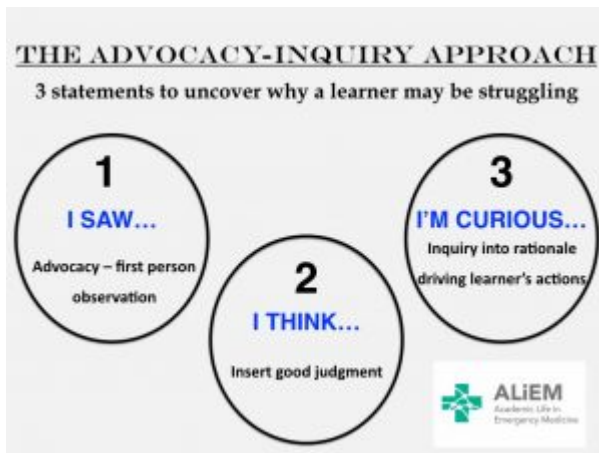 THE ADVOCACY-INQUIRY APPROACH
3 statements to uncover why a learner may be struggling
1
I SAW...
Advocacy – first person
observation
2
I THINK...
Insert good judgment
3
I'M CURIOUS...
Inquiry into rationale
driving learner's actions
ALiEM
Academic Life in
Emergency Medicine